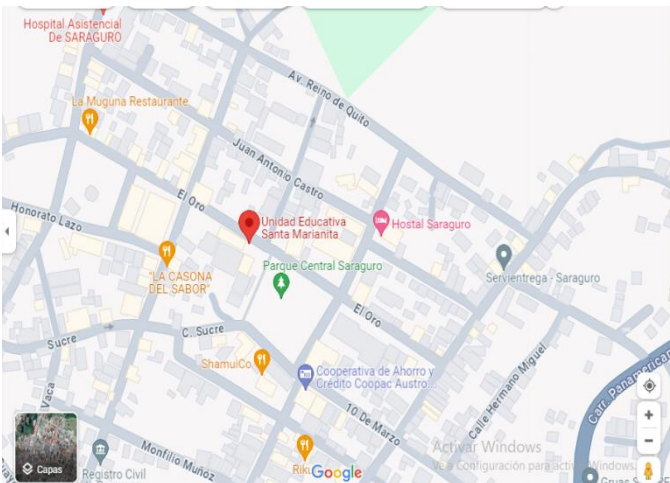 Hospital Asistencial
De SARAGURO
Av. Reino de Quito
La Muguna Restaurante
Juan Antonio Castro
El Oro
Honorato Lazo
Unidad Educativa
Santa Marianita
Hostal Saraguro
"LA CASONA
DEL SABOR"
Parque Central Saraguro
Servientrega - Saraguro
El Oro
Sucre
C. Sucre
ShamuiCo
Cooperativa de Ahorro y
Crédito Coopac Austro...
Calle Hermano Miguel
Carr. Panamericana
Vaca
10 De Marzo
Monfilio Muñoz
Activar Windows
Ve a Configuración para activ Windows.
Capas
Registro Civil
Google
Gruas